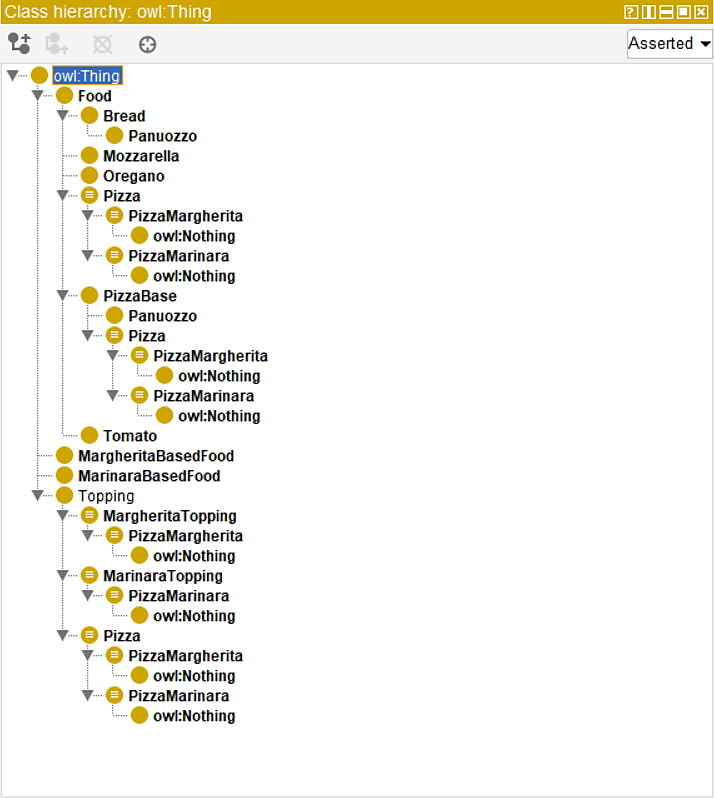 Class hierarchy: owl:Thing
Asserted
owl:Thing
Food
Bread
Panuozzo
Mozzarella
Oregano
Pizza
PizzaMargherita
owl:Nothing
PizzaMarinara
owl:Nothing
PizzaBase
Panuozzo
Pizza
PizzaMargherita
owl:Nothing
PizzaMarinara
owl:Nothing
Tomato
MargheritaBasedFood
MarinaraBasedFood
Topping
MargheritaTopping
PizzaMargherita
owl:Nothing
MarinaraTopping
PizzaMarinara
owl:Nothing
Pizza
PizzaMargherita
owl:Nothing
PizzaMarinara
owl:Nothing